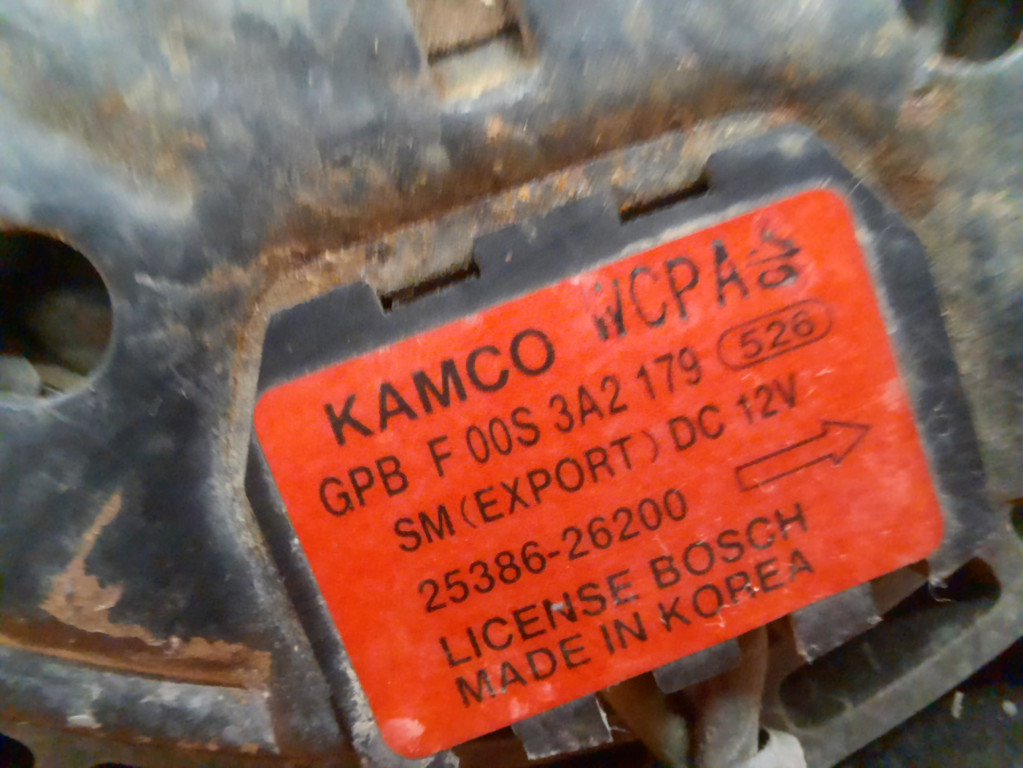 KAMCO WCPA
GPB F 00S 3A2 179 526
SM(EXPORT) DC 12V
25386-26200
LICENSE BOSCH
MADE IN KOREA